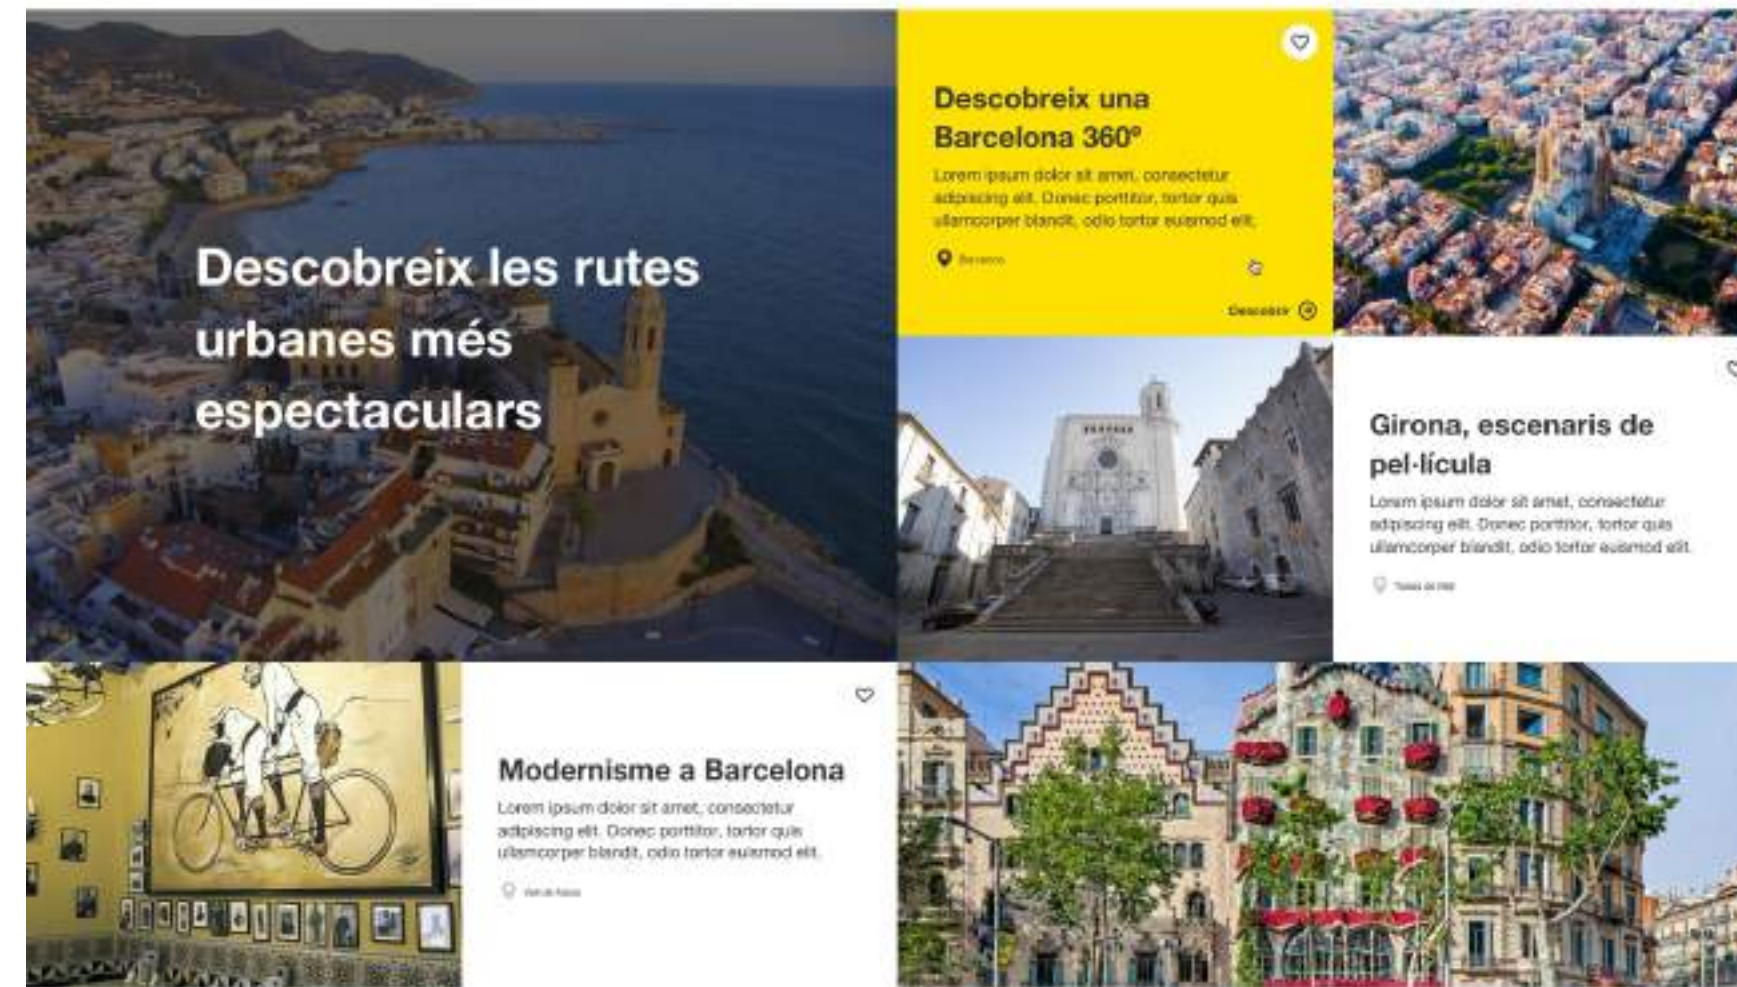 Descobreix les rutes
urbanes més
espectaculars
Descobreix una
Barcelona 360º
Lorem ipsum dolor sit amet, consectetur
adipiscing elit. Donec porttitor, tortor quis
ullamcorper blandit, odio tortor euismod elit.
Descobrir
Girona, escenaris de
pel·lícula
Lorem ipsum dolor sit amet, consectetur
adipiscing elit. Donec porttitor, tortor quis
ullamcorper blandit, odio tortor euismod elit.
Modernisme a Barcelona
Lorem ipsum dolor sit amet, consectetur
adipiscing elit. Donec porttitor, tortor quis
ullamcorper blandit, odio tortor euismod elit.